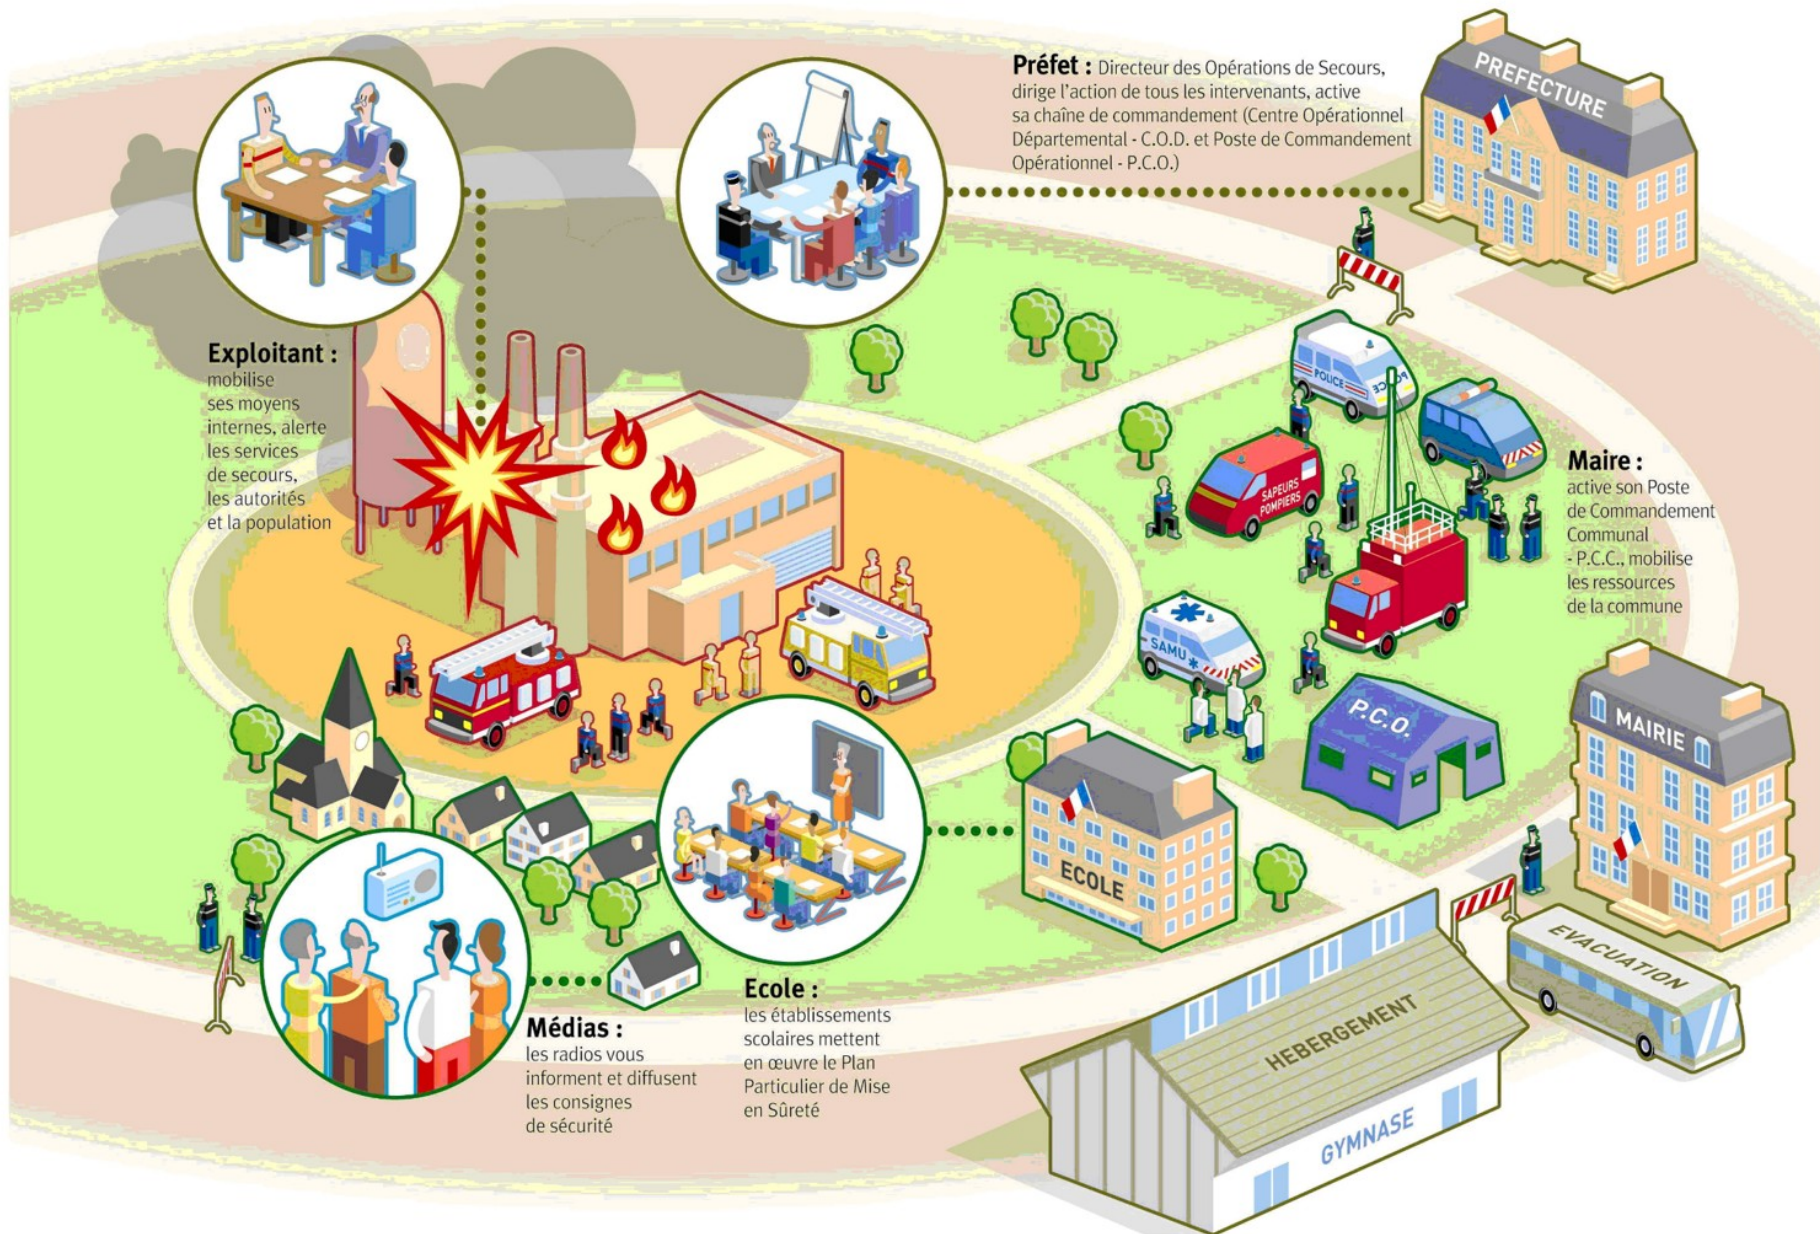 Préfet : Directeur des Opérations de Secours,
dirige l'action de tous les intervenants, active
sa chaîne de commandement (Centre Opérationnel
Départemental - C.O.D. et Poste de Commandement
Opérationnel - P.C.O.)
PREFECTURE
Exploitant :
mobilise
ses moyens
internes, alerte
les services
de secours,
les autorités
et la population
POLICE
POLICE
SAPEURS
POMPIERS
Maire :
active son Poste
de Commandement
Communal
- P.C.C., mobilise
les ressources
de la commune
SAMU
P.C.O.
MAIRIE
ECOLE
EVACUATION
HEBERGEMENT
GYMNASE
Médias :
les radios vous
informent et diffusent
les consignes
de sécurité
Ecole :
les établissements
scolaires mettent
en œuvre le Plan
Particulier de Mise
en Sûreté